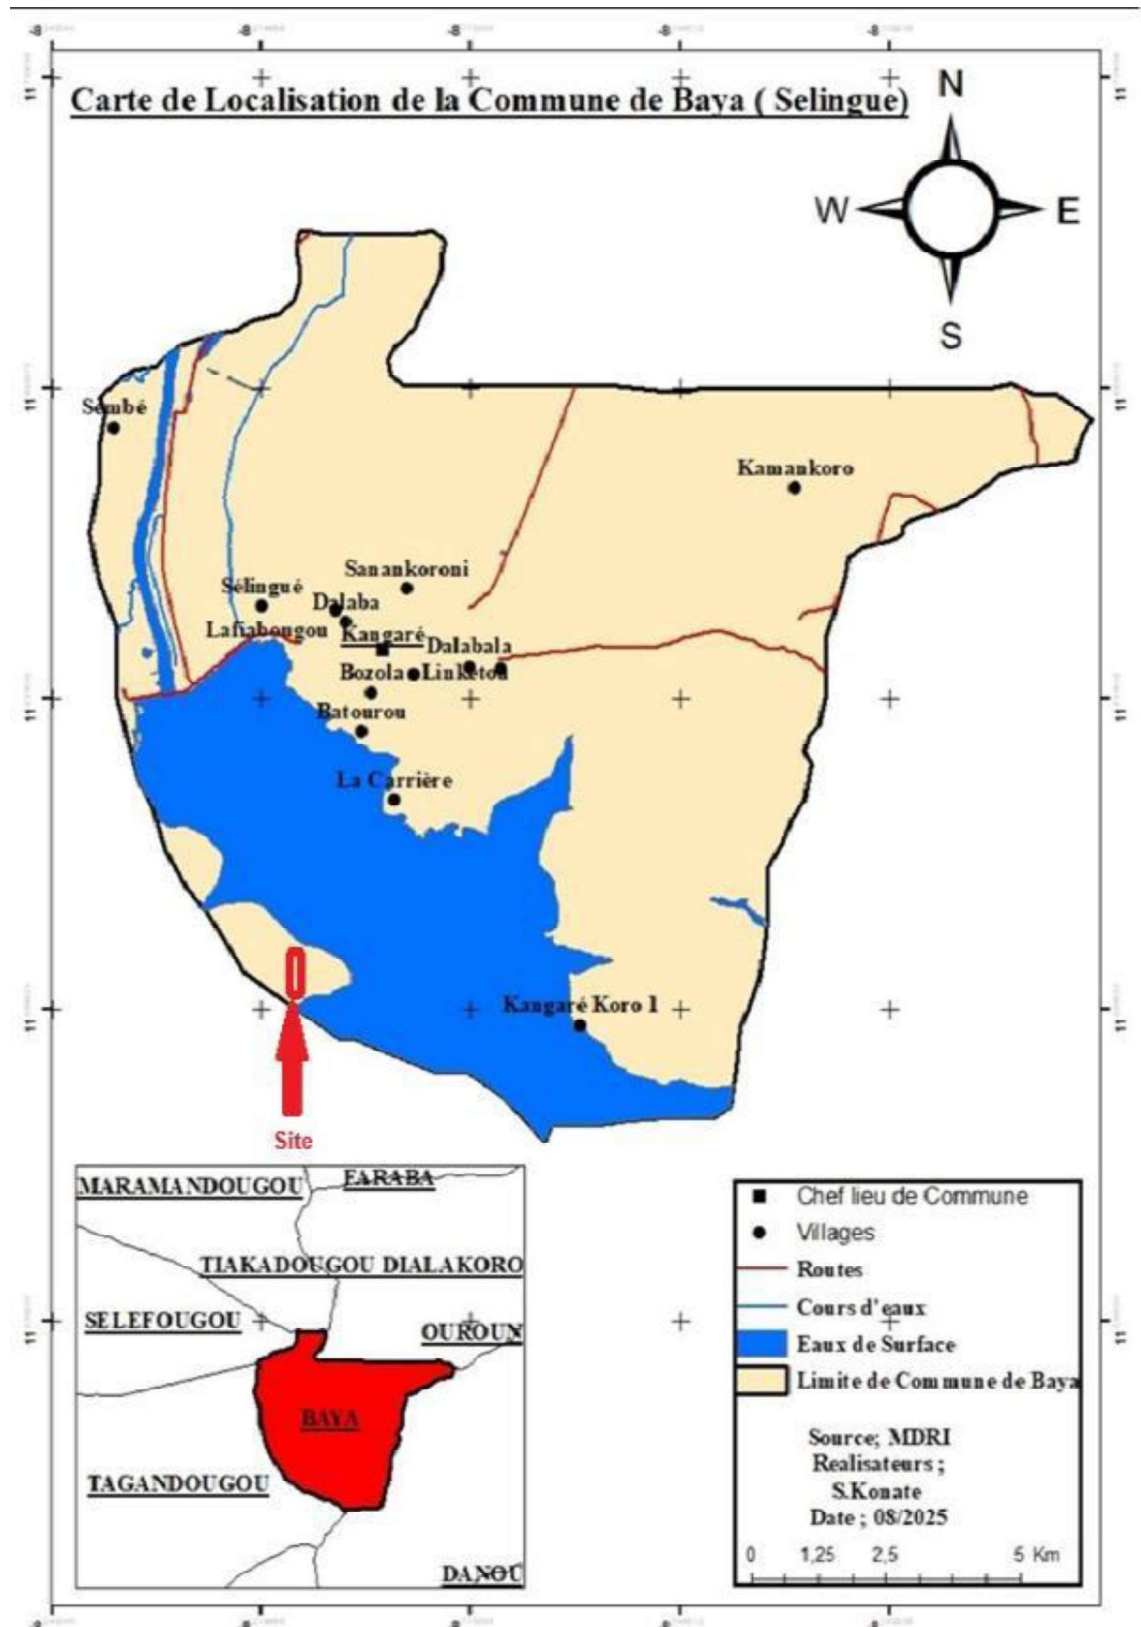 Carte de Localisation de la Commune de Baya ( Selingue)
N
W
E
S
Sembé
Kamankoro
Sanankoroni
Sélingué
Dalaba
Lafiabougou
Kangaré
Dalabala
Bozola
Linkétou
Batourou
La Carrière
Kangaré Koro 1
Site
MARAMANDOUGOU
FARABA
TIAKADOUGOU DIALAKORO
SELEFOUGOU
OUROUN
BAYA
TAGANDOUGOU
DANOU
Chef lieu de Commune
Villages
Routes
Cours d'eaux
Eaux de Surface
Limite de Commune de Baya
Source; MDRI
Realisateurs ;
S.Konate
Date ; 08/2025
0 1,25 2,5 5 Km